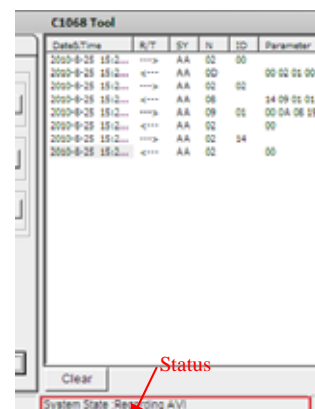 C1068 Tool
Date&Time R/T SY N ID Parameter
2010-8-25 15:2... ---> AA 02 00
2010-8-25 15:2... <--- AA 0D 00 02 01 00
2010-8-25 15:2... ---> AA 02 02
2010-8-25 15:2... <--- AA 06 14 09 01 01
2010-8-25 15:2... ---> AA 09 01 00 0A 08 19
2010-8-25 15:2... <--- AA 02 00
2010-8-25 15:2... ---> AA 02 14
2010-8-25 15:2... <--- AA 02 00
Status
Clear
System State :Recording AVI